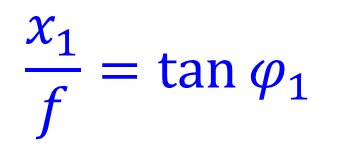 x₁/f = tan φ₁